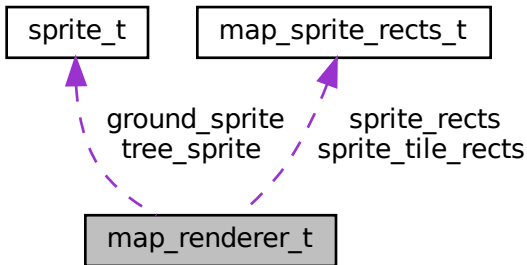 sprite_t
map_sprite_rects_t
ground_sprite
tree_sprite
sprite_rects
sprite_tile_rects
map_renderer_t